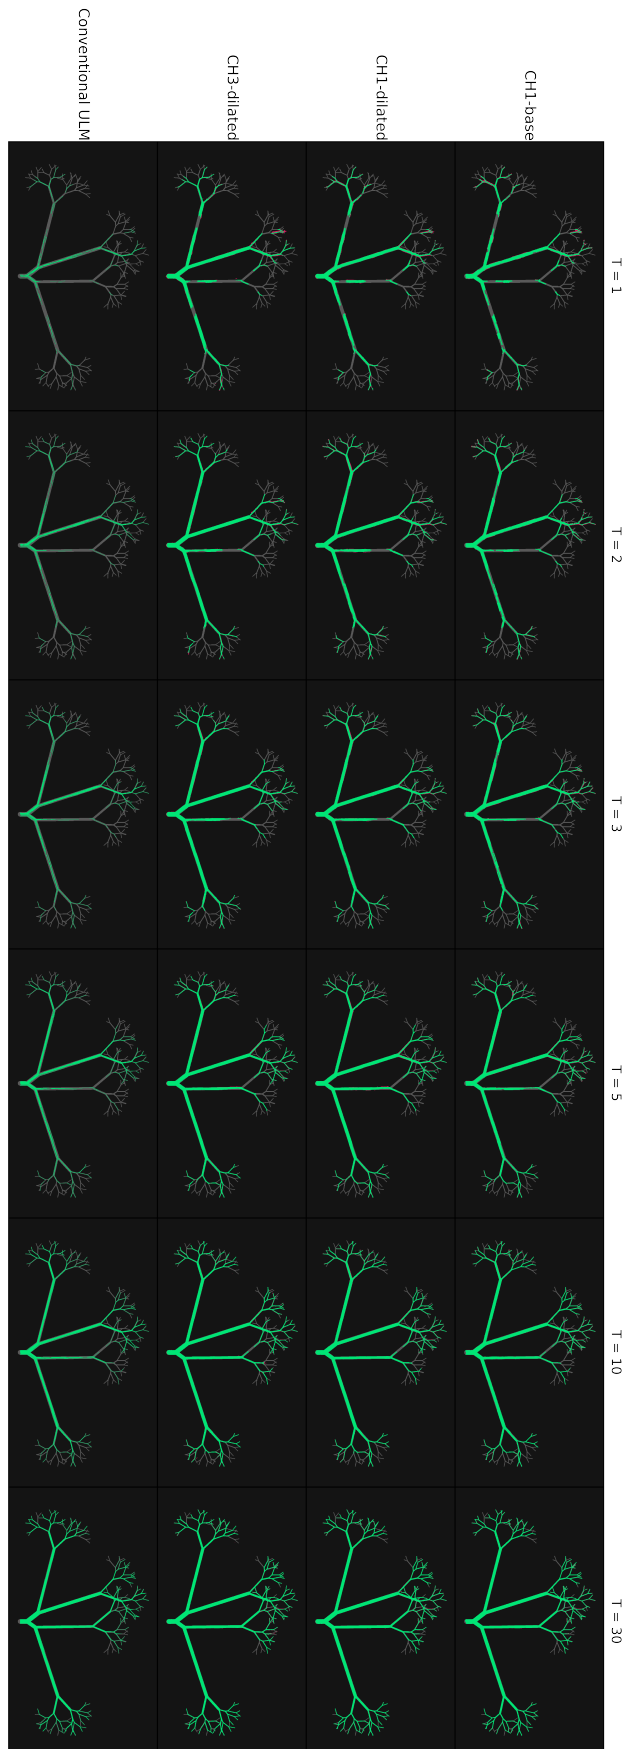 T = 1
T = 2
T = 3
T = 5
T = 10
T = 30
CH1-base
CH1-dilated
CH3-dilated
Conventional ULM